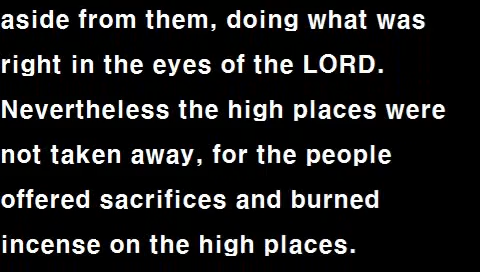 aside from them, doing what was
right in the eyes of the LORD.
Nevertheless the high places were
not taken away, for the people
offered sacrifices and burned
incense on the high places.